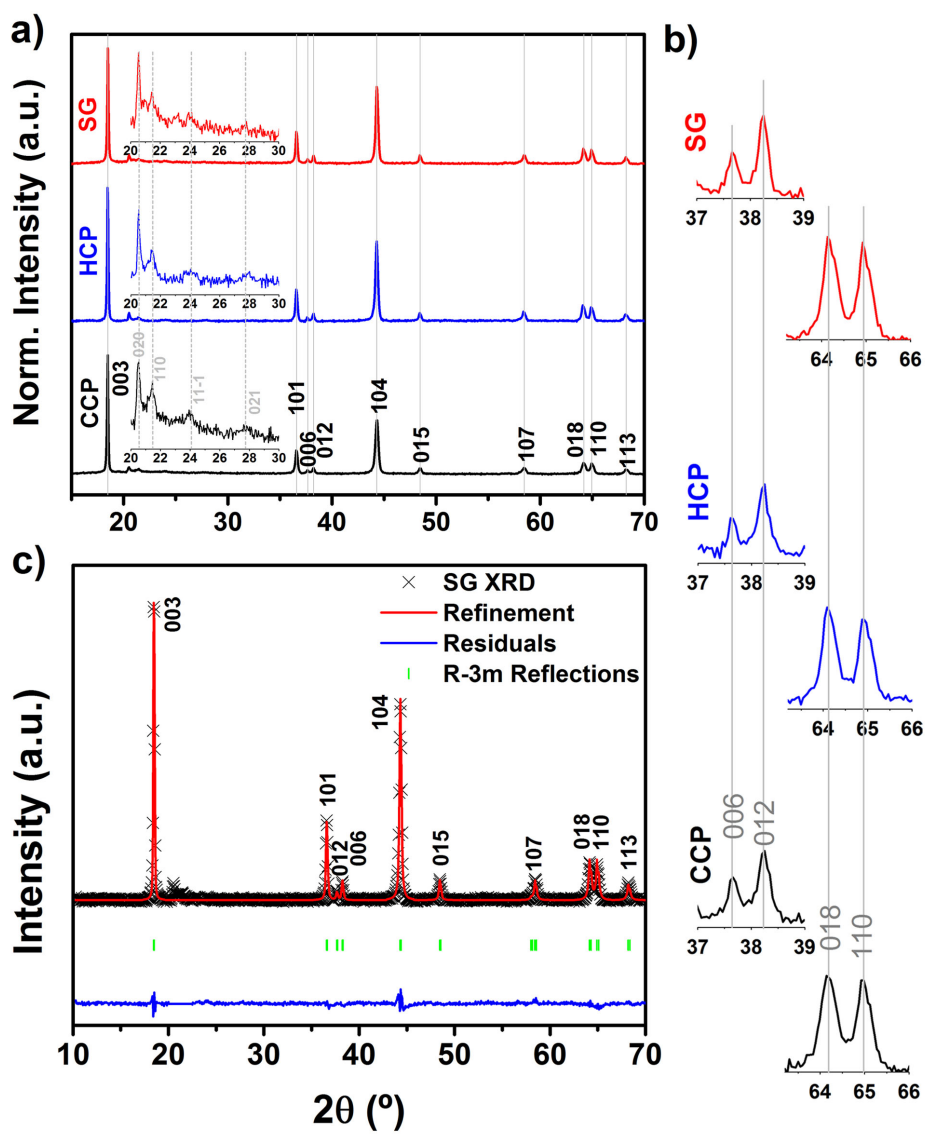 a)
Norm. Intensity (a.u.)
SG
20 22 24 26 28 30
HCP
20 22 24 26 28 30
CCP
020
110
11-1
021
20 22 24 26 28 30
003
101
006
012
104
015
107
018
110
113
20 30 40 50 60 70
b)
SG
37 38 39
64 65 66
HCP
37 38 39
64 65 66
CCP
006
012
37 38 39
018
110
64 65 66
c)
Intensity (a.u.)
SG XRD
Refinement
Residuals
R-3m Reflections
003
101
012
006
104
015
107
018
110
113
10 20 30 40 50 60 70
2θ (º)